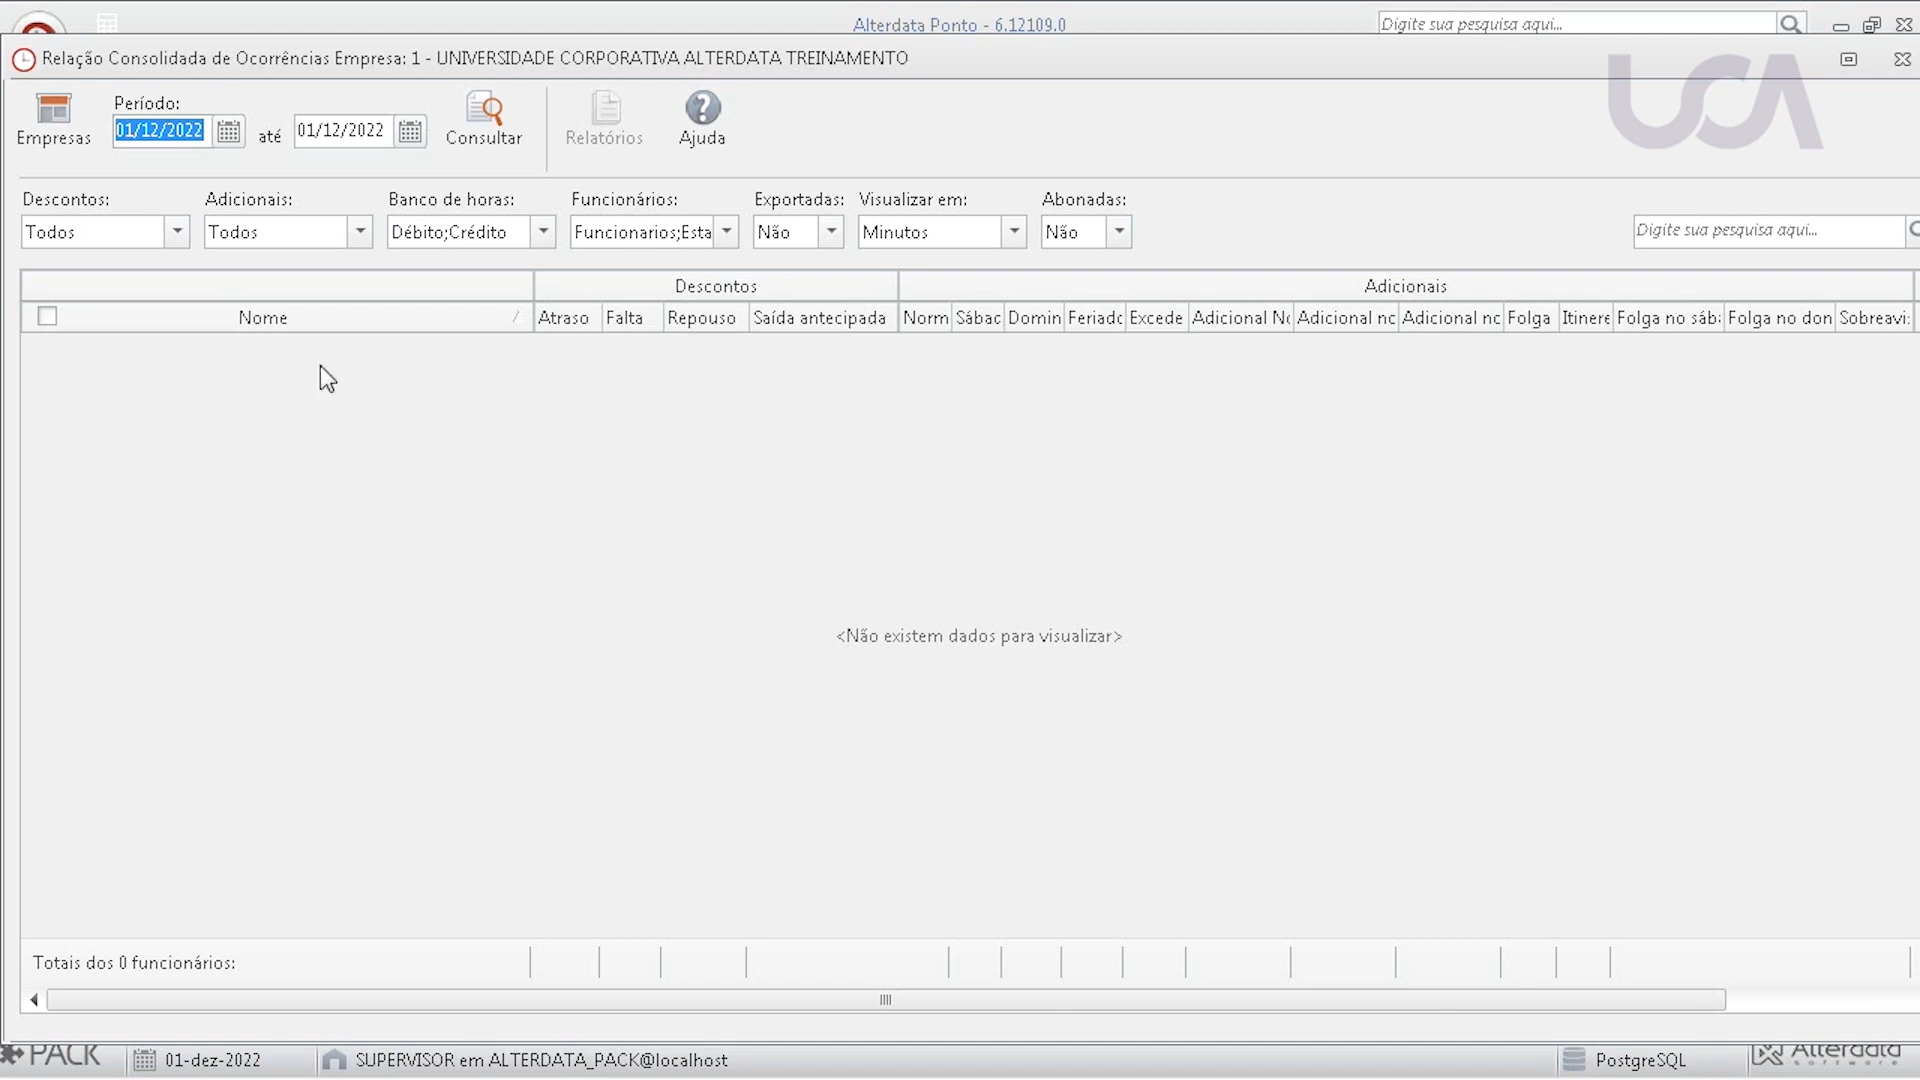 Alterdata Ponto - 6.12109.0
Digite sua pesquisa aqui...
Relação Consolidada de Ocorrências Empresa: 1 - UNIVERSIDADE CORPORATIVA ALTERDATA TREINAMENTO
UCA
Empresas
Período:
01/12/2022
até
01/12/2022
Consultar
Relatórios
Ajuda
Descontos:
Adicionais:
Banco de horas:
Funcionários:
Exportadas:
Visualizar em:
Abonadas:
Todos
Todos
Débito;Crédito
Funcionarios;Esta
Não
Minutos
Não
Digite sua pesquisa aqui...
Descontos
Adicionais
Nome
Atraso
Falta
Repouso
Saída antecipada
Norm
Sábac
Domin
Feriadc
Excede
Adicional Nc
Adicional nc
Adicional nc
Folga
Itinere
Folga no sáb
Folga no don
Sobreavi
<Não existem dados para visualizar>
Totais dos 0 funcionários:
PACK
01-dez-2022
SUPERVISOR em ALTERDATA_PACK@localhost
PostgreSQL
Alterdata
software